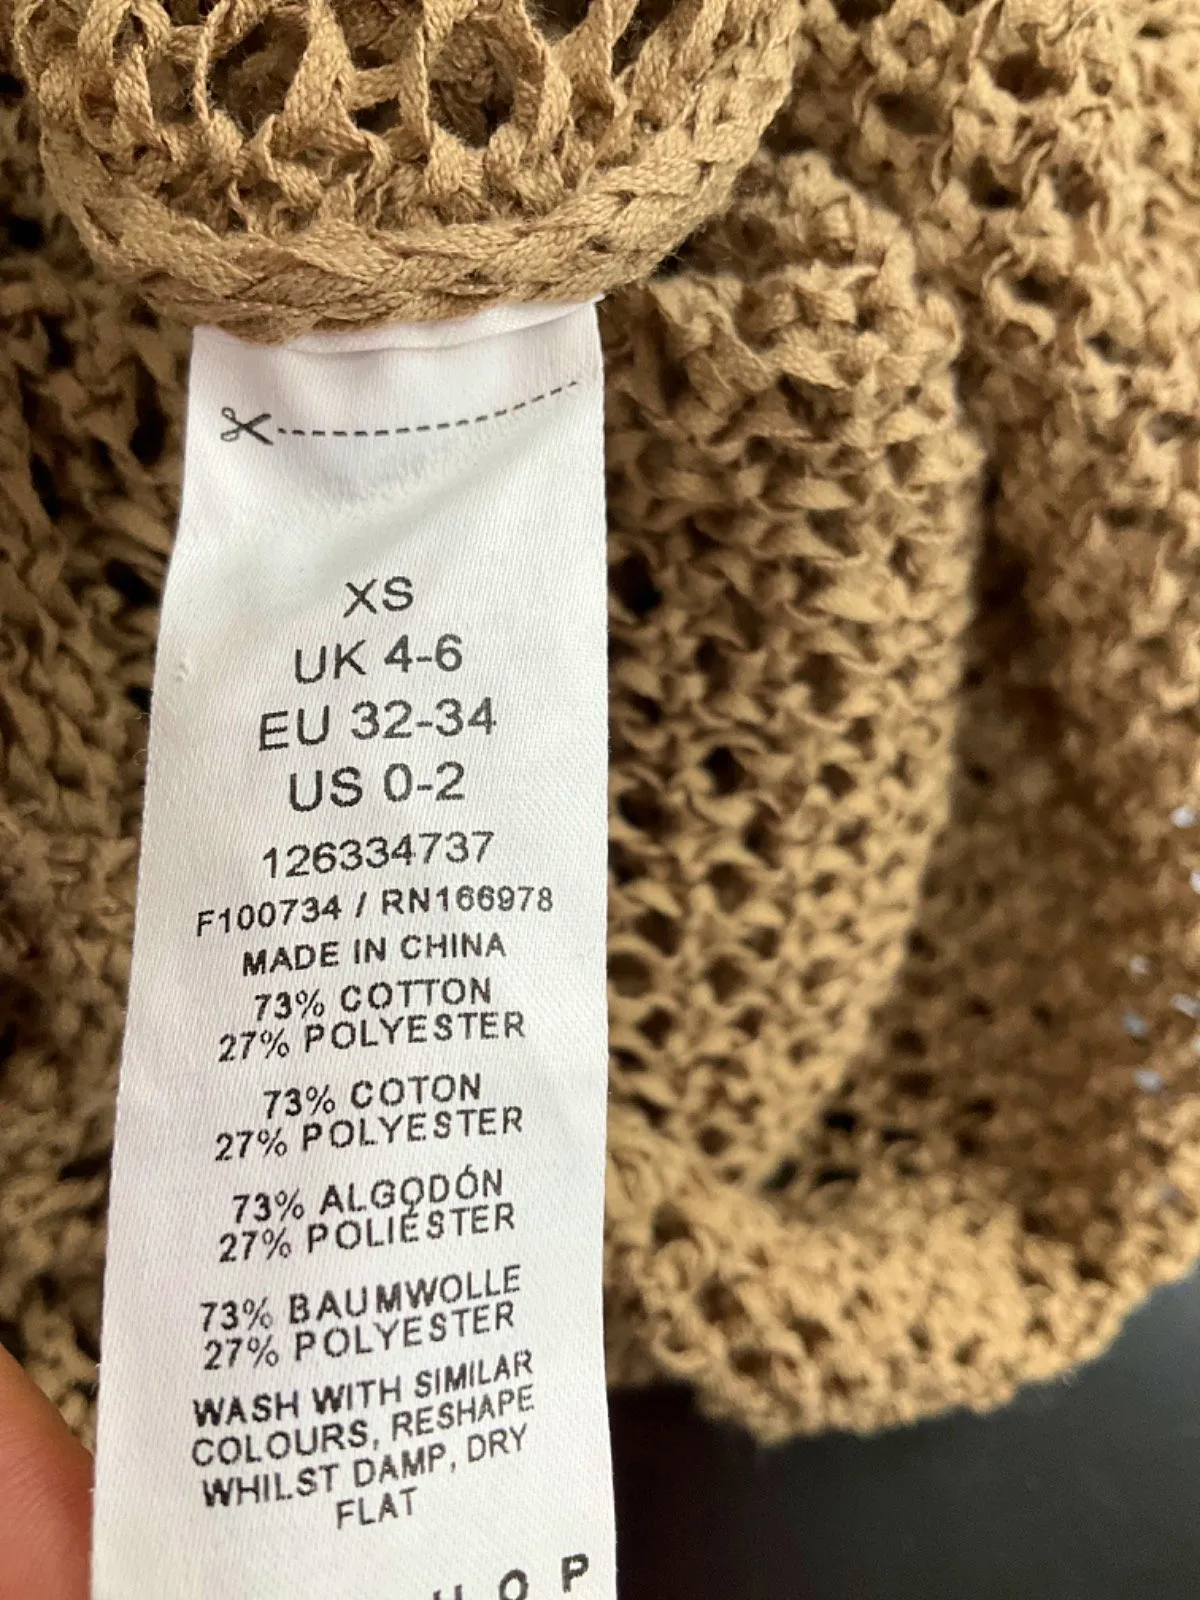 XS
UK 4-6
EU 32-34
US 0-2
126334737
F100734 / RN166978
MADE IN CHINA
73% COTTON
27% POLYESTER
73% COTON
27% POLYESTER
73% ALGODÓN
27% POLIÉSTER
73% BAUMWOLLE
27% POLYESTER
WASH WITH SIMILAR
COLOURS, RESHAPE
WHILST DAMP, DRY
FLAT